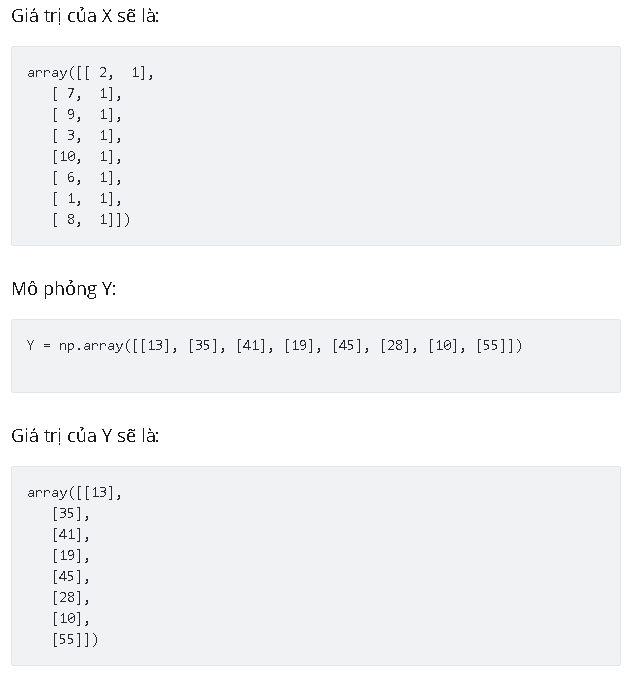 Giá trị của X sẽ là:
array([[ 2,  1],
   [ 7,  1],
   [ 9,  1],
   [ 3,  1],
   [10,  1],
   [ 6,  1],
   [ 1,  1],
   [ 8,  1]])
Mô phỏng Y:
Y = np.array([[13], [35], [41], [19], [45], [28], [10], [55]])
Giá trị của Y sẽ là:
array([[13],
   [35],
   [41],
   [19],
   [45],
   [28],
   [10],
   [55]])